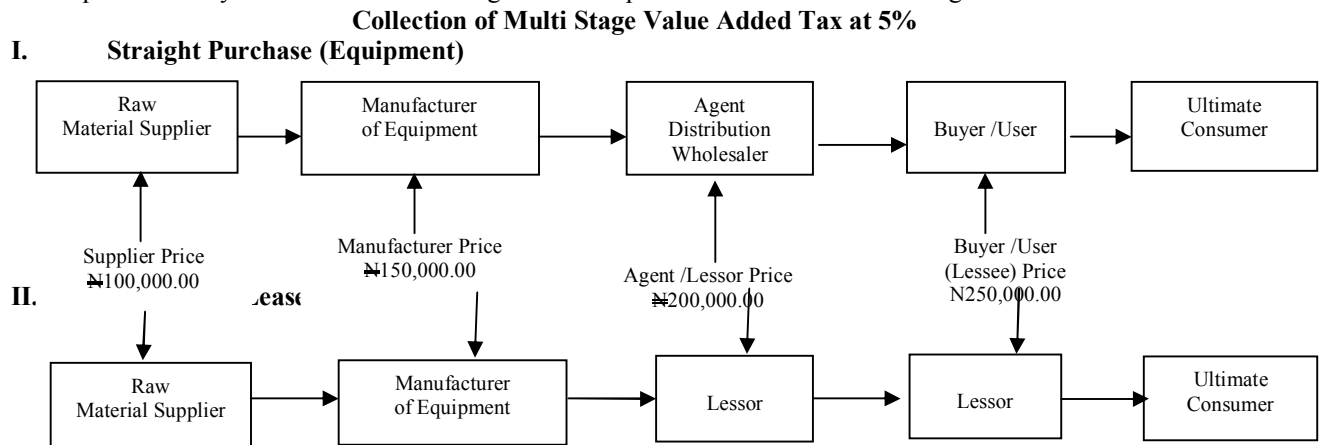 Collection of Multi Stage Value Added Tax at 5%
I. Straight Purchase (Equipment)
Raw
Material Supplier
Manufacturer
of Equipment
Agent
Distribution
Wholesaler
Buyer /User
Ultimate
Consumer
Supplier Price
₦100,000.00
Manufacturer Price
₦150,000.00
Agent /Lessor Price
₦200,000.00
Buyer /User
(Lessee) Price
N250,000.00
II.
Raw
Material Supplier
Manufacturer
of Equipment
Lessor
Lessor
Ultimate
Consumer